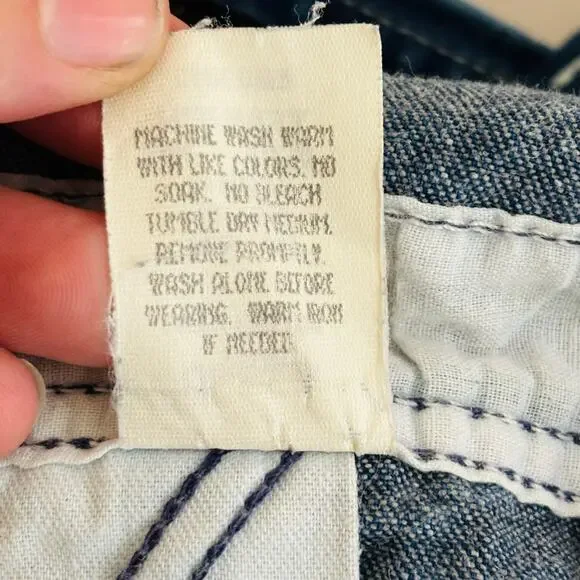 MACHINE WASH WARM
WITH LIKE COLORS. NO
SOAK. NO BLEACH
TUMBLE DRY MEDIUM.
REMOVE PROMPTLY.
WASH ALONE BEFORE
WEARING. WARM IRON
IF NEEDED